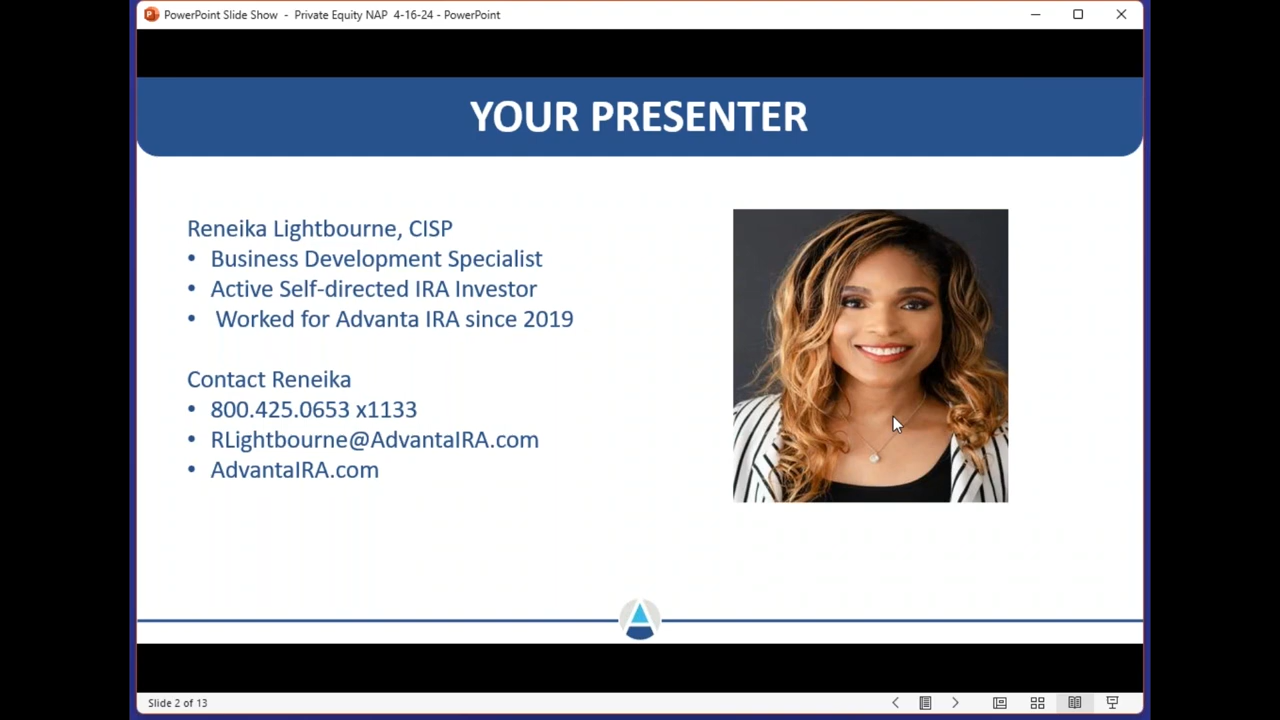 PowerPoint Slide Show - Private Equity NAP 4-16-24 - PowerPoint
YOUR PRESENTER
Reneika Lightbourne, CISP
• Business Development Specialist
• Active Self-directed IRA Investor
• Worked for Advanta IRA since 2019
Contact Reneika
• 800.425.0653 x1133
• RLightbourne@AdvantaIRA.com
• AdvantaIRA.com
Slide 2 of 13